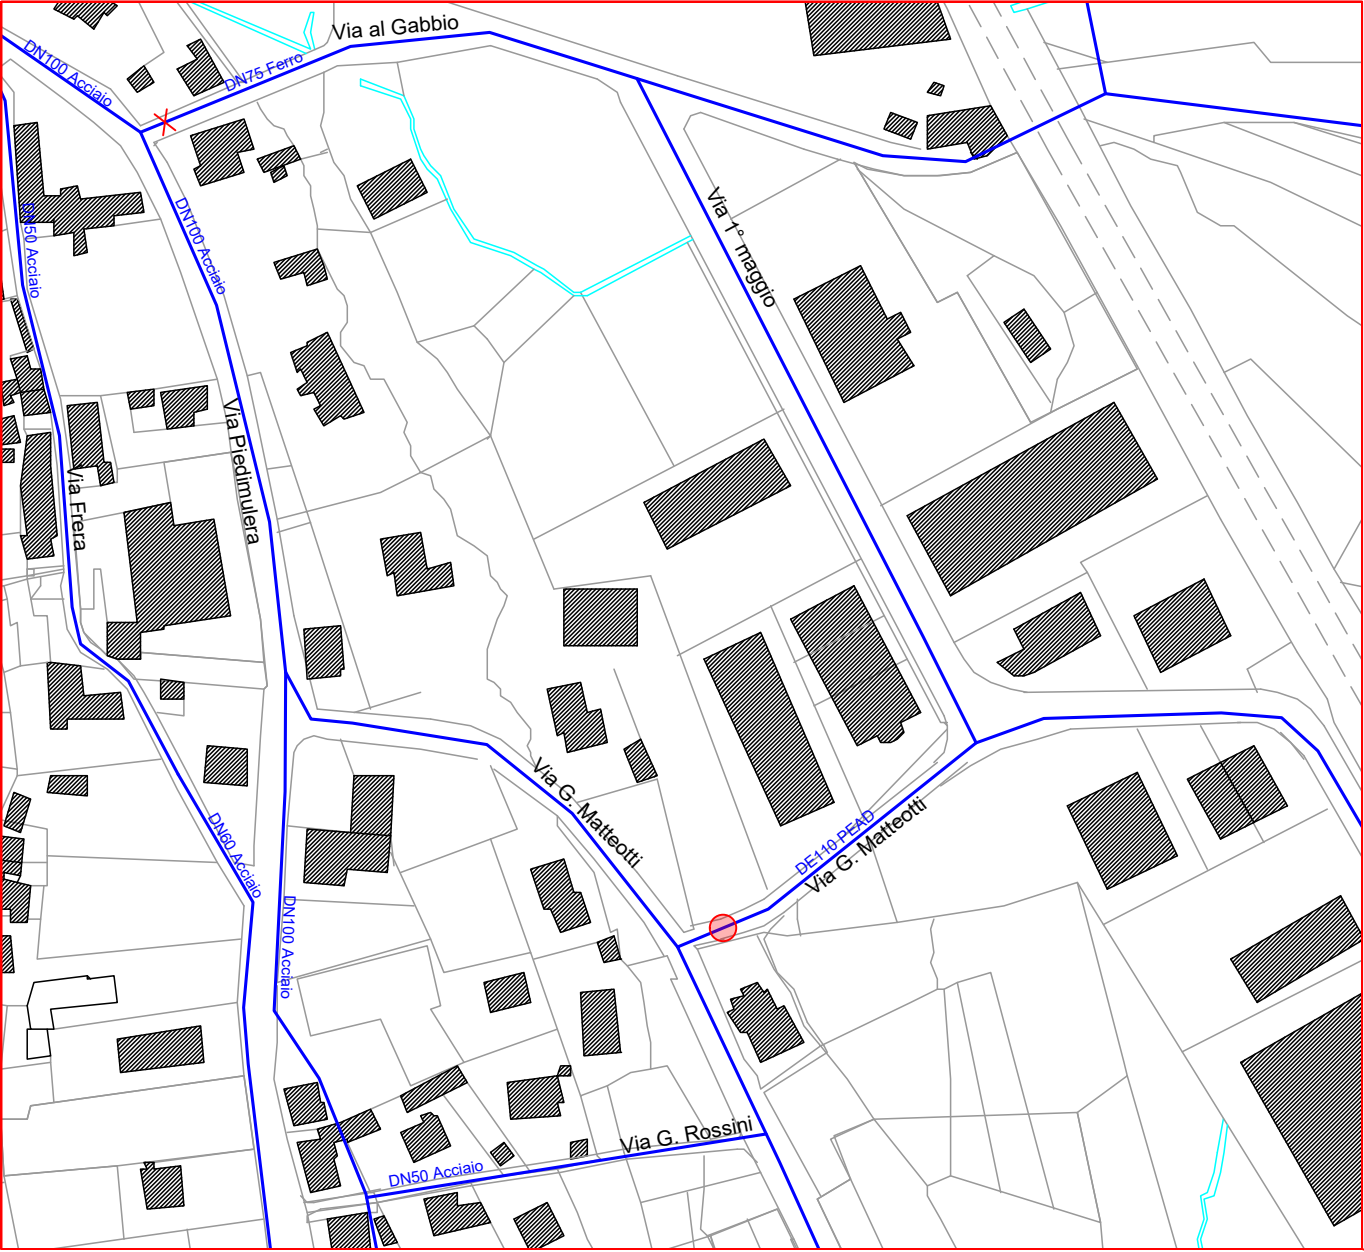 Via al Gabbio
DN100 Acciaio
DN75 Ferro
DN50 Acciaio
DN100 Acciaio
Via 1° maggio
Via Piedimulera
Via Frera
Via G. Matteotti
DE110 PEAD
Via G. Matteotti
DN60 Acciaio
DN100 Acciaio
Via G. Rossini
DN50 Acciaio